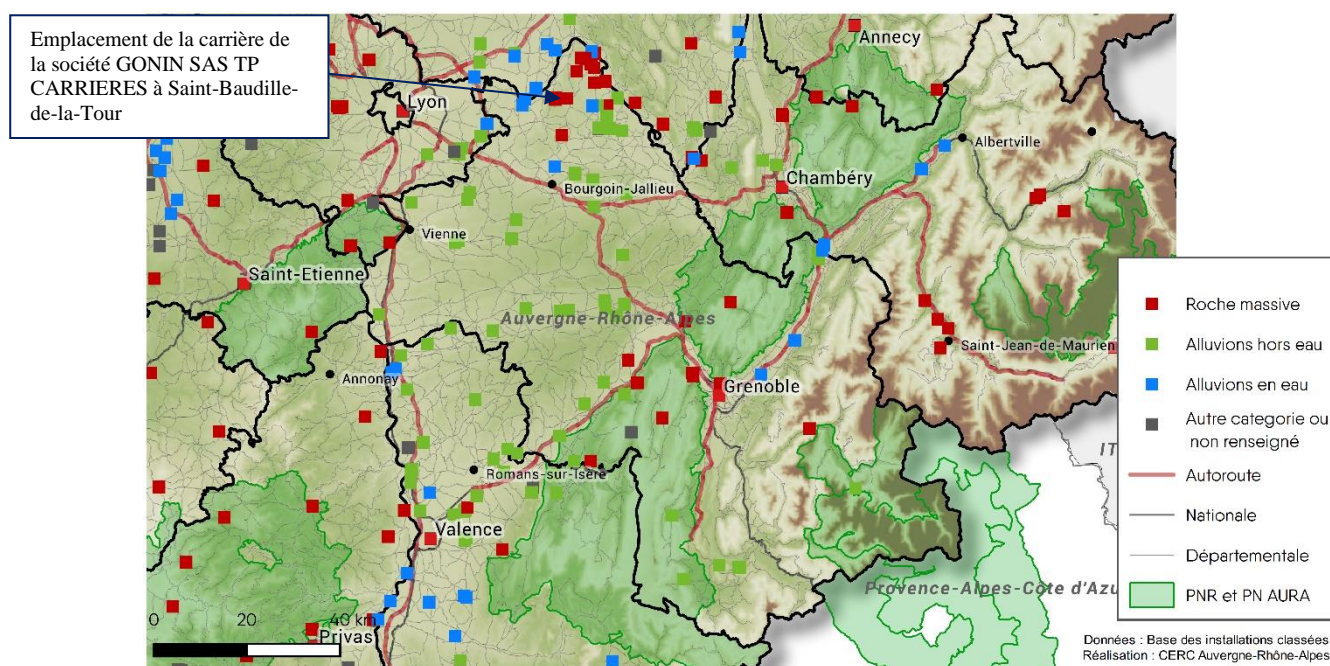 Emplacement de la carrière de
la société GONIN SAS TP
CARRIERES à Saint-Baudille-
de-la-Tour
Annecy
Lyon
Albertville
Bourgoin-Jallieu
Chambéry
Vienne
Saint-Etienne
Auvergne-Rhône-Alpes
Saint-Jean-de-Maurien
Annonay
Grenoble
Romans-sur-Isère
Valence
Provence-Alpes-Côte d'Azu
Privas
0 20 40 km
IT
Roche massive
Alluvions hors eau
Alluvions en eau
Autre categorie ou
non renseigné
Autoroute
Nationale
Départementale
PNR et PN AURA
Données : Base des installations classées
Réalisation : CERC Auvergne-Rhône-Alpes